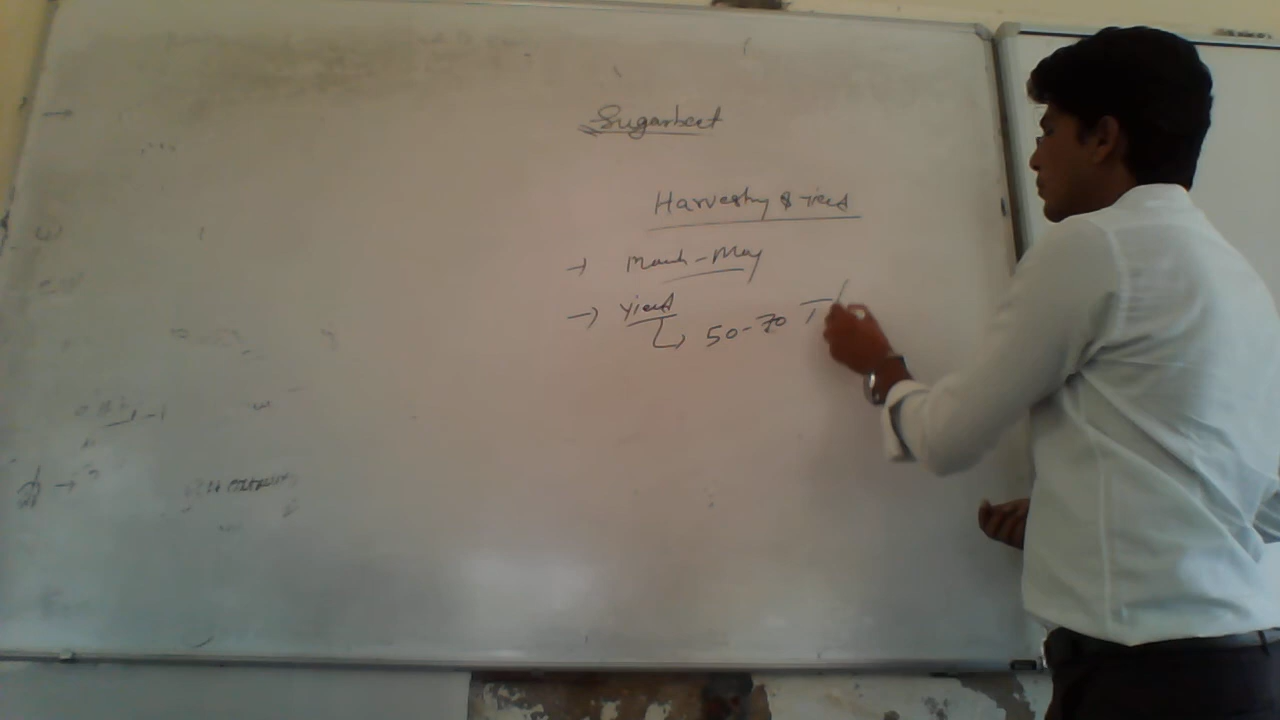 Sugarbeet
Harvesting & Yield
→ March - May
→ Yield
↳ 50-70 T/